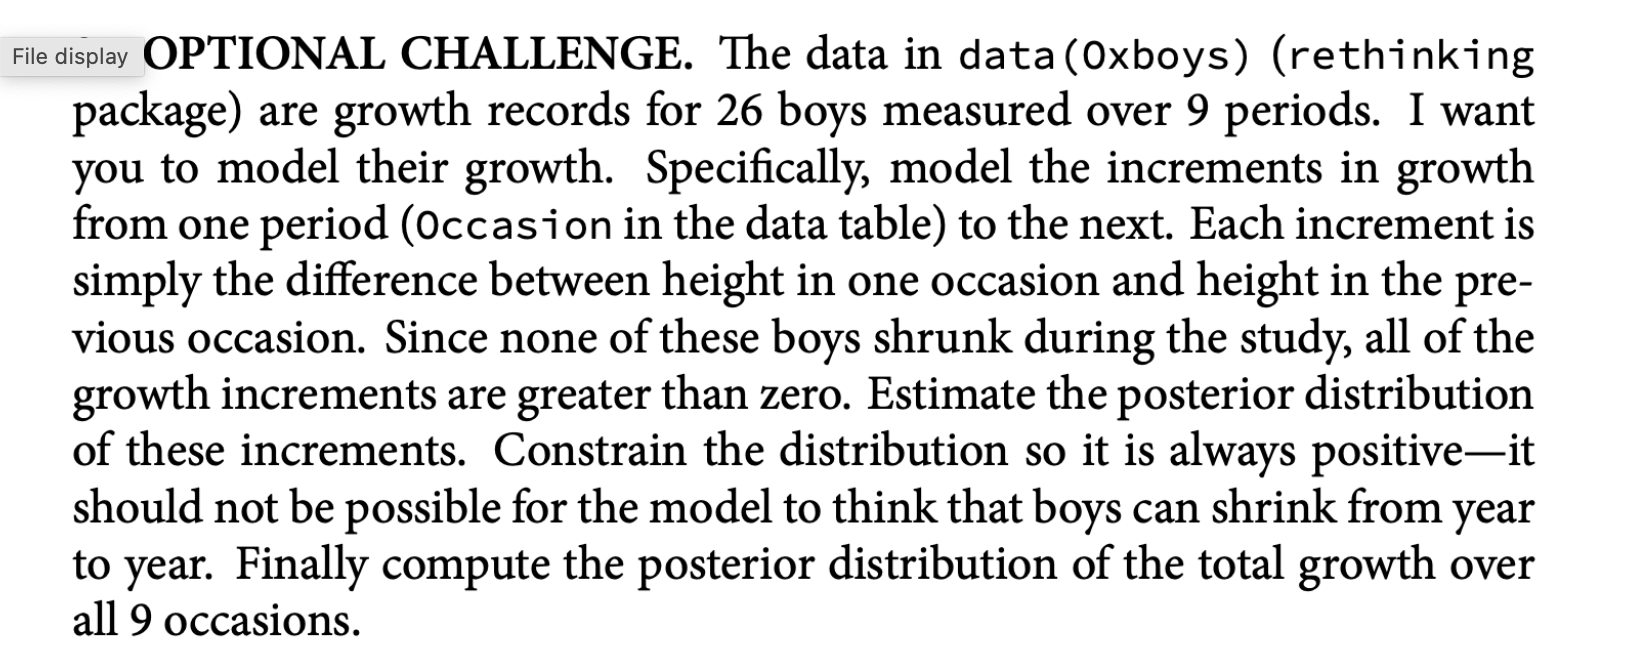 File display OPTIONAL CHALLENGE. The data in data(Oxboys) (rethinking
package) are growth records for 26 boys measured over 9 periods. I want
you to model their growth. Specifically, model the increments in growth
from one period (Occasion in the data table) to the next. Each increment is
simply the difference between height in one occasion and height in the pre-
vious occasion. Since none of these boys shrunk during the study, all of the
growth increments are greater than zero. Estimate the posterior distribution
of these increments. Constrain the distribution so it is always positive—it
should not be possible for the model to think that boys can shrink from year
to year. Finally compute the posterior distribution of the total growth over
all 9 occasions.